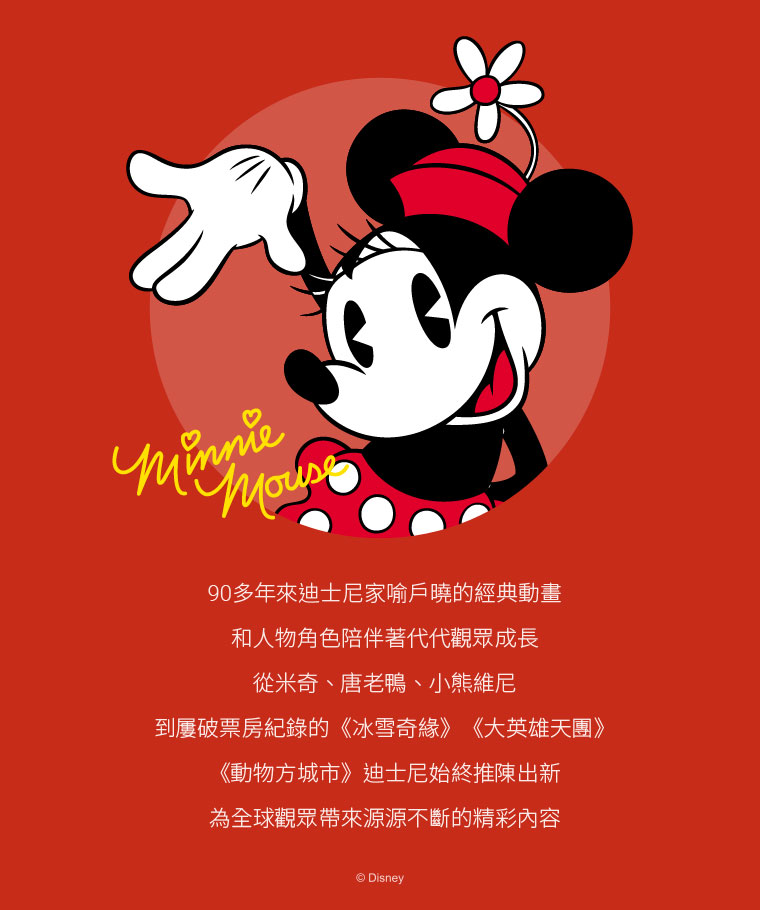 Minnie
Mouse
90多年來迪士尼家喻戶曉的經典動畫
和人物角色陪伴著代代觀眾成長
從米奇、唐老鴨、小熊維尼
到屢破票房紀錄的《冰雪奇緣》《大英雄天團》
《動物方城市》迪士尼始終推陳出新
為全球觀眾帶來源源不斷的精彩內容
© Disney